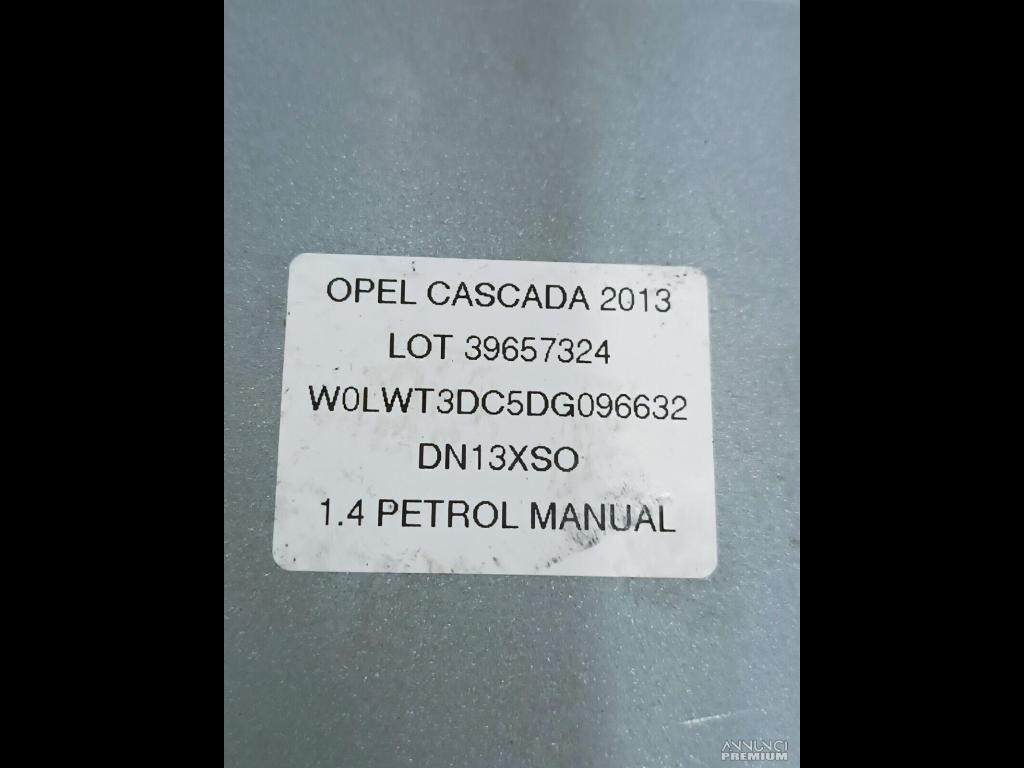 OPEL CASCADA 2013
LOT 39657324
W0LWT3DC5DG096632
DN13XSO
1.4 PETROL MANUAL
ANNUNCI
PREMIUM